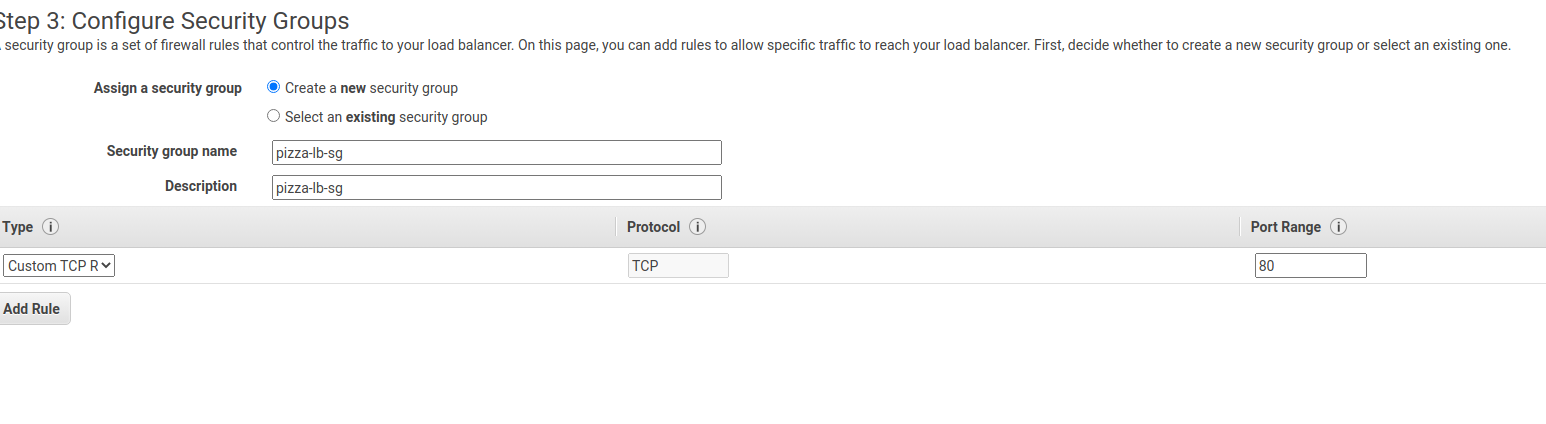 Step 3: Configure Security Groups
security group is a set of firewall rules that control the traffic to your load balancer. On this page, you can add rules to allow specific traffic to reach your load balancer. First, decide whether to create a new security group or select an existing one.
Assign a security group Create a new security group
Select an existing security group
Security group name pizza-lb-sg
Description pizza-lb-sg
Type i Protocol i Port Range i
Custom TCP R TCP 80
Add Rule